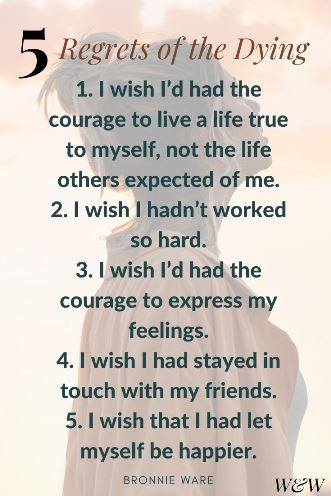 5 Regrets of the Dying
1. I wish I'd had the
courage to live a life true
to myself, not the life
others expected of me.
2. I wish I hadn't worked
so hard.
3. I wish I'd had the
courage to express my
feelings.
4. I wish I had stayed in
touch with my friends.
5. I wish that I had let
myself be happier.
BRONNIE WARE
W&W